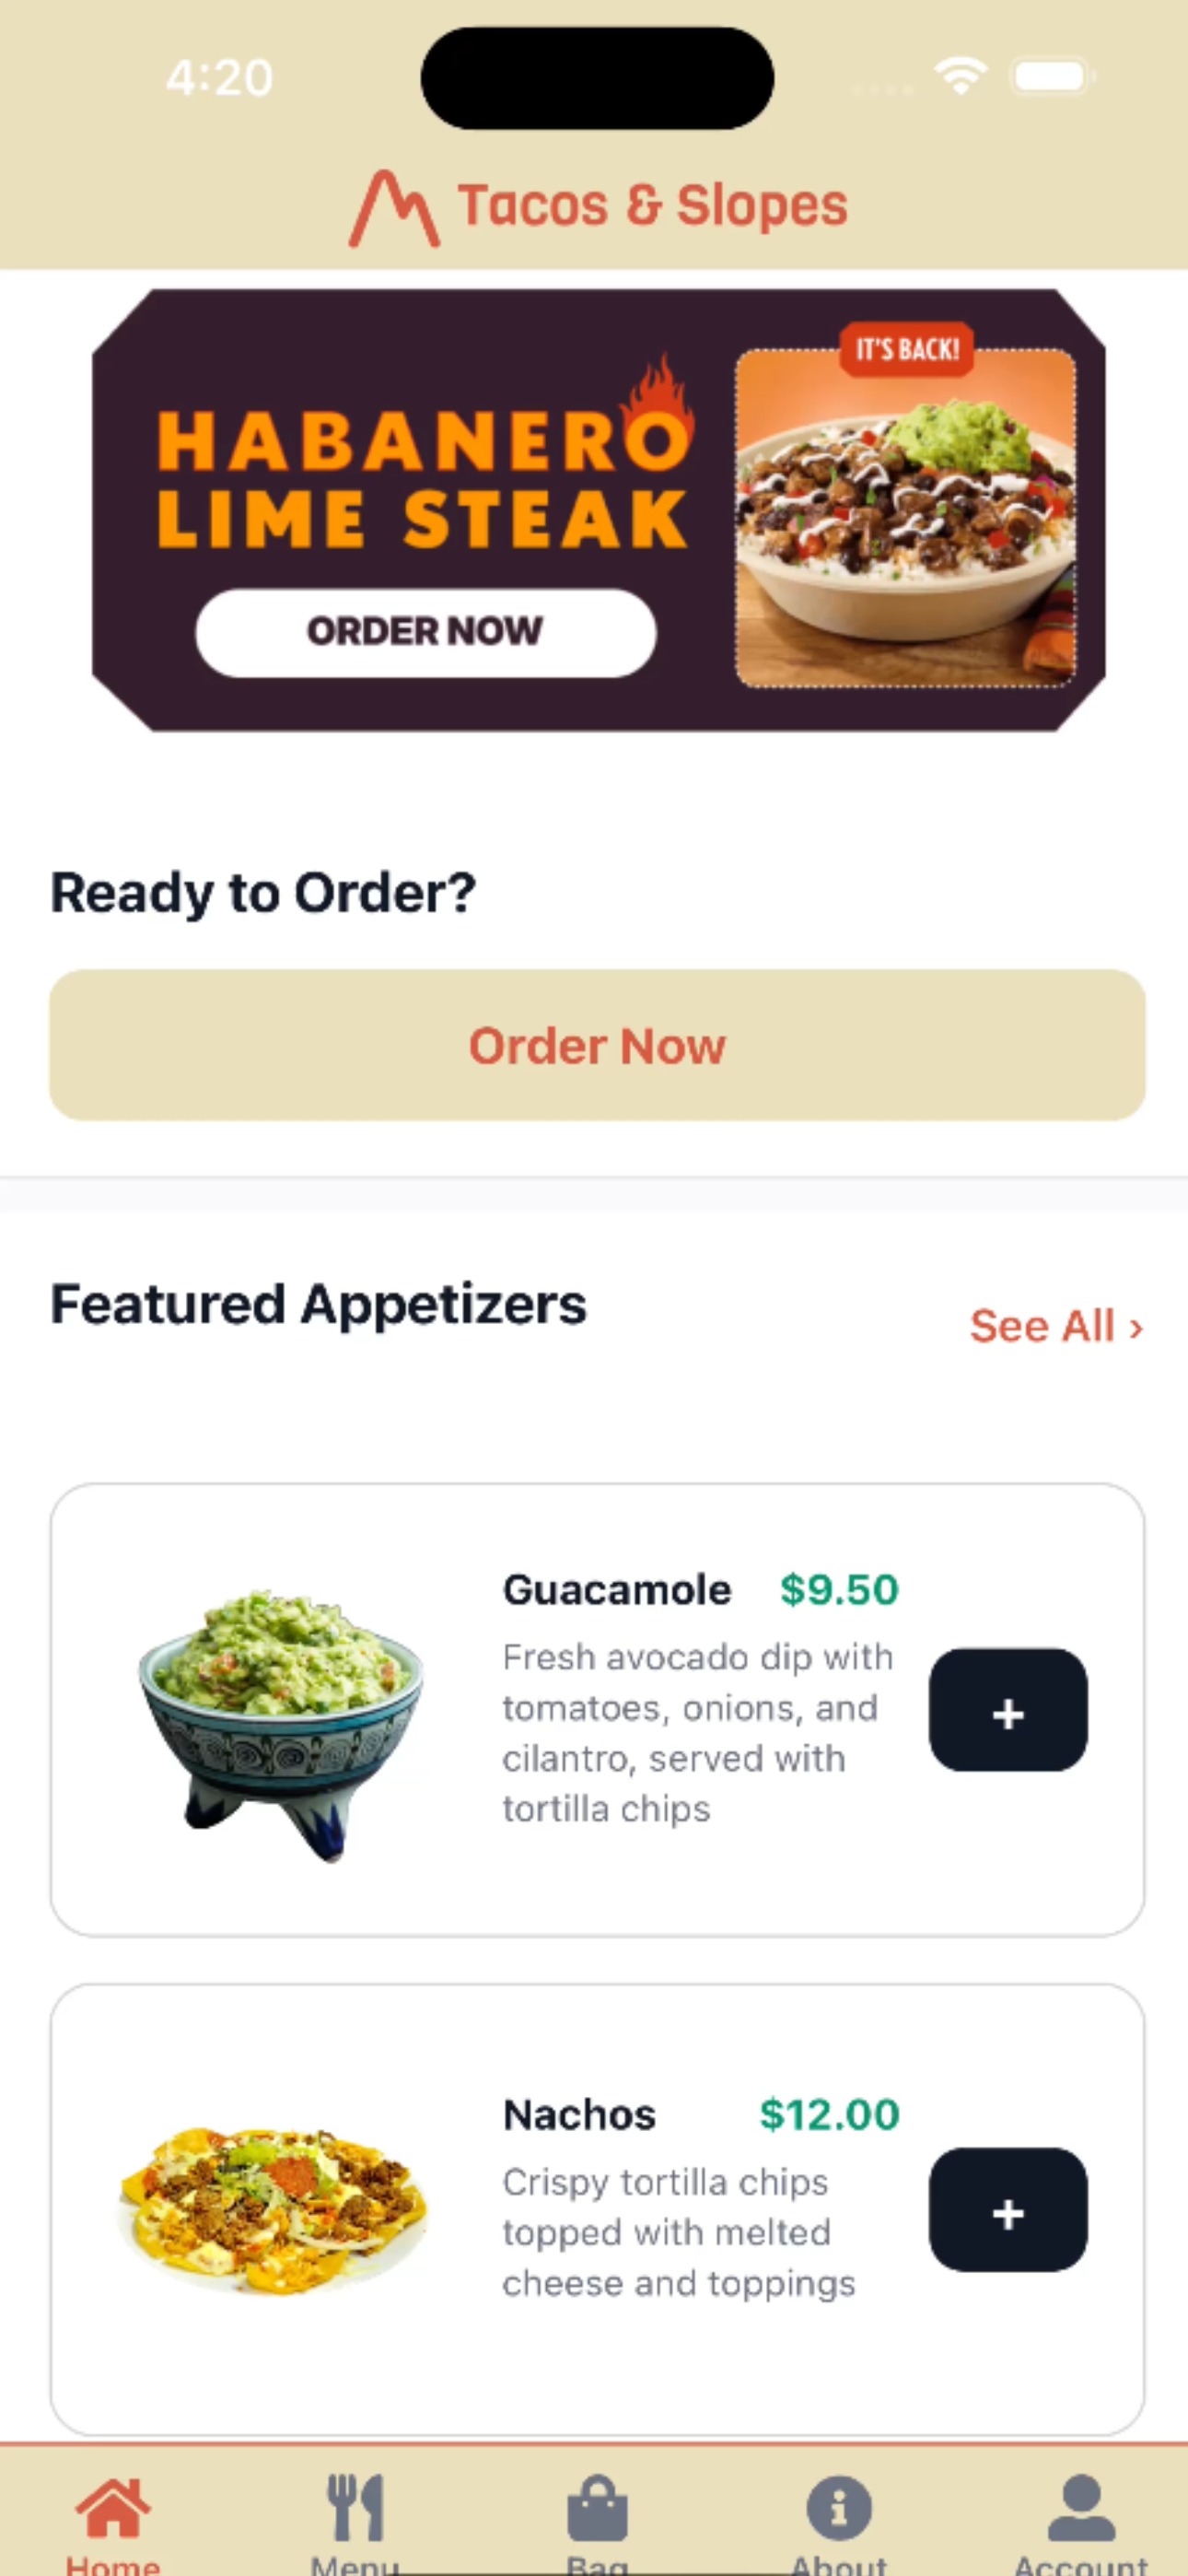 4:20
Tacos & Slopes
IT'S BACK!
HABANERO
LIME STEAK
ORDER NOW
Ready to Order?
Order Now
Featured Appetizers
See All ›
Guacamole $9.50
Fresh avocado dip with
tomatoes, onions, and
cilantro, served with
tortilla chips
+
Nachos $12.00
Crispy tortilla chips
topped with melted
cheese and toppings
+
Home Menu Bag About Account